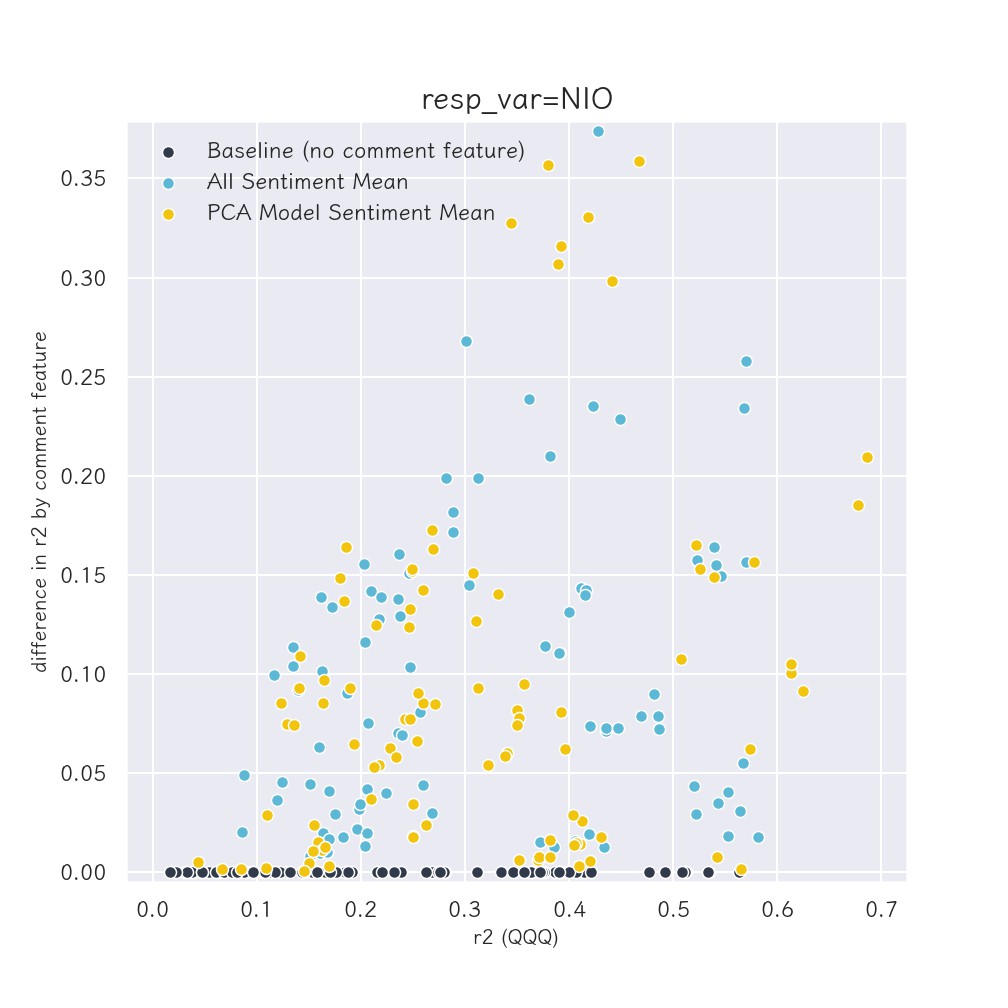 resp_var=NIO
Baseline (no comment feature)
All Sentiment Mean
PCA Model Sentiment Mean
difference in r2 by comment feature
0.35
0.30
0.25
0.20
0.15
0.10
0.05
0.00
0.0 0.1 0.2 0.3 0.4 0.5 0.6 0.7
r2 (QQQ)